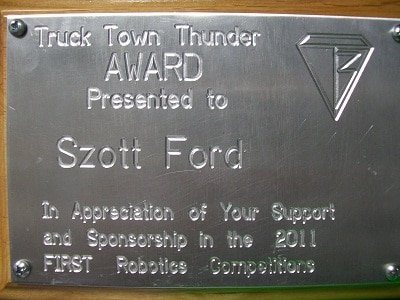 Truck Town Thunder
AWARD
Presented to
Szott Ford
In Appreciation of Your Support
and Sponsorship in the 2011
FIRST Robotics Competitions